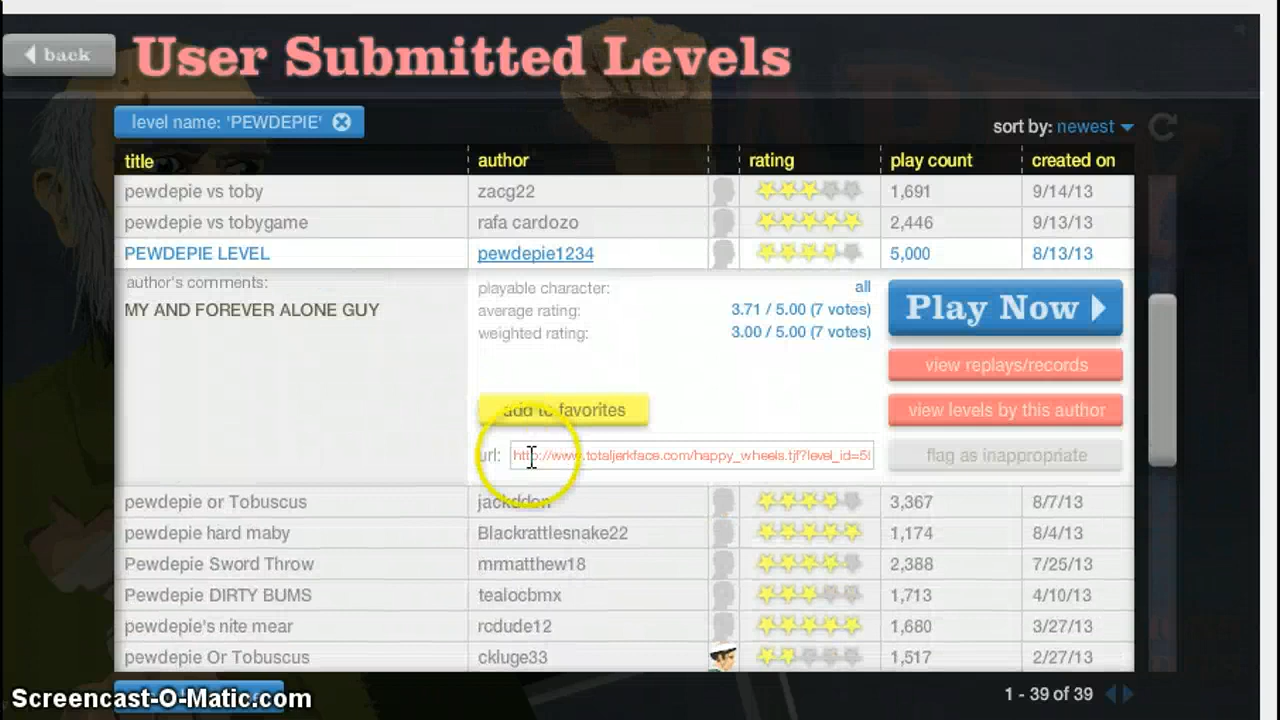 back
User Submitted Levels
level name: 'PEWDEPIE'
sort by: newest
title author rating play count created on
pewdepie vs toby zacg22 1,691 9/14/13
pewdepie vs tobygame rafa cardozo 2,446 9/13/13
PEWDEPIE LEVEL pewdepie1234 5,000 8/13/13
author's comments:
MY AND FOREVER ALONE GUY
playable character: all
average rating: 3.71 / 5.00 (7 votes)
weighted rating: 3.00 / 5.00 (7 votes)
add to favorites
url: http://www.totaljerkface.com/happy_wheels.tjf?level_id=5
Play Now
view replays/records
view levels by this author
flag as inappropriate
pewdepie or Tobuscus jackddon 3,367 8/7/13
pewdepie hard maby Blackrattlesnake22 1,174 8/4/13
Pewdepie Sword Throw mmatthew18 2,388 7/25/13
Pewdepie DIRTY BUMS tealocbmx 1,713 4/10/13
pewdepie's nite mear rcdude12 1,680 3/27/13
pewdepie Or Tobuscus ckluge33 1,517 2/27/13
Screencast-O-Matic.com
1 - 39 of 39